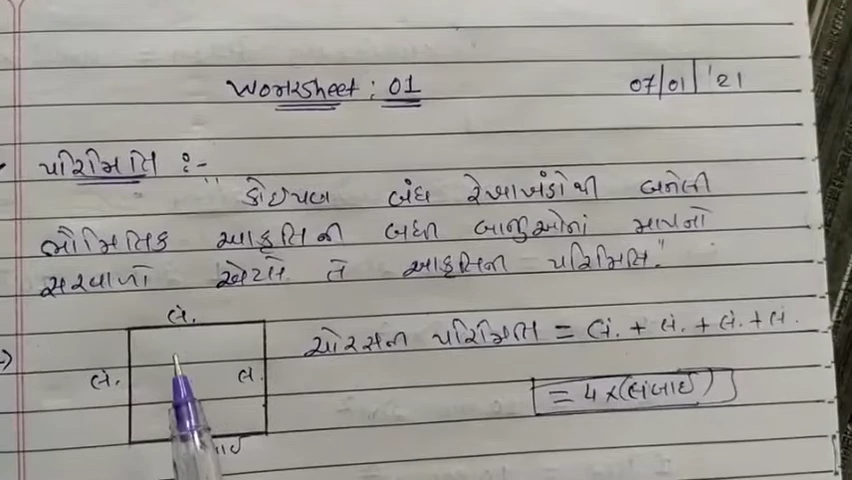 Worksheet : 01
07/01/'21
પરિમિતિ :-
" કોઈપણ બંધ રેખાખંડોથી બનેલી
ભૌમિતિક આકૃતિની બધી બાજુઓનાં માપનો
સરવાળો એટલે તે આકૃતિની પરિમિતિ."
લં.
→) ચોરસની પરિમિતિ = લં. + લં. + લં. + લં.
લં. લં.
= 4 x (લંબાઈ)